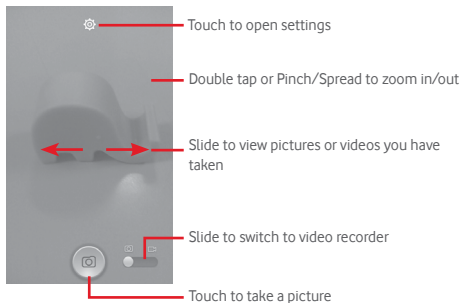 Touch to open settings
Double tap or Pinch/Spread to zoom in/out
Slide to view pictures or videos you have
taken
Slide to switch to video recorder
Touch to take a picture